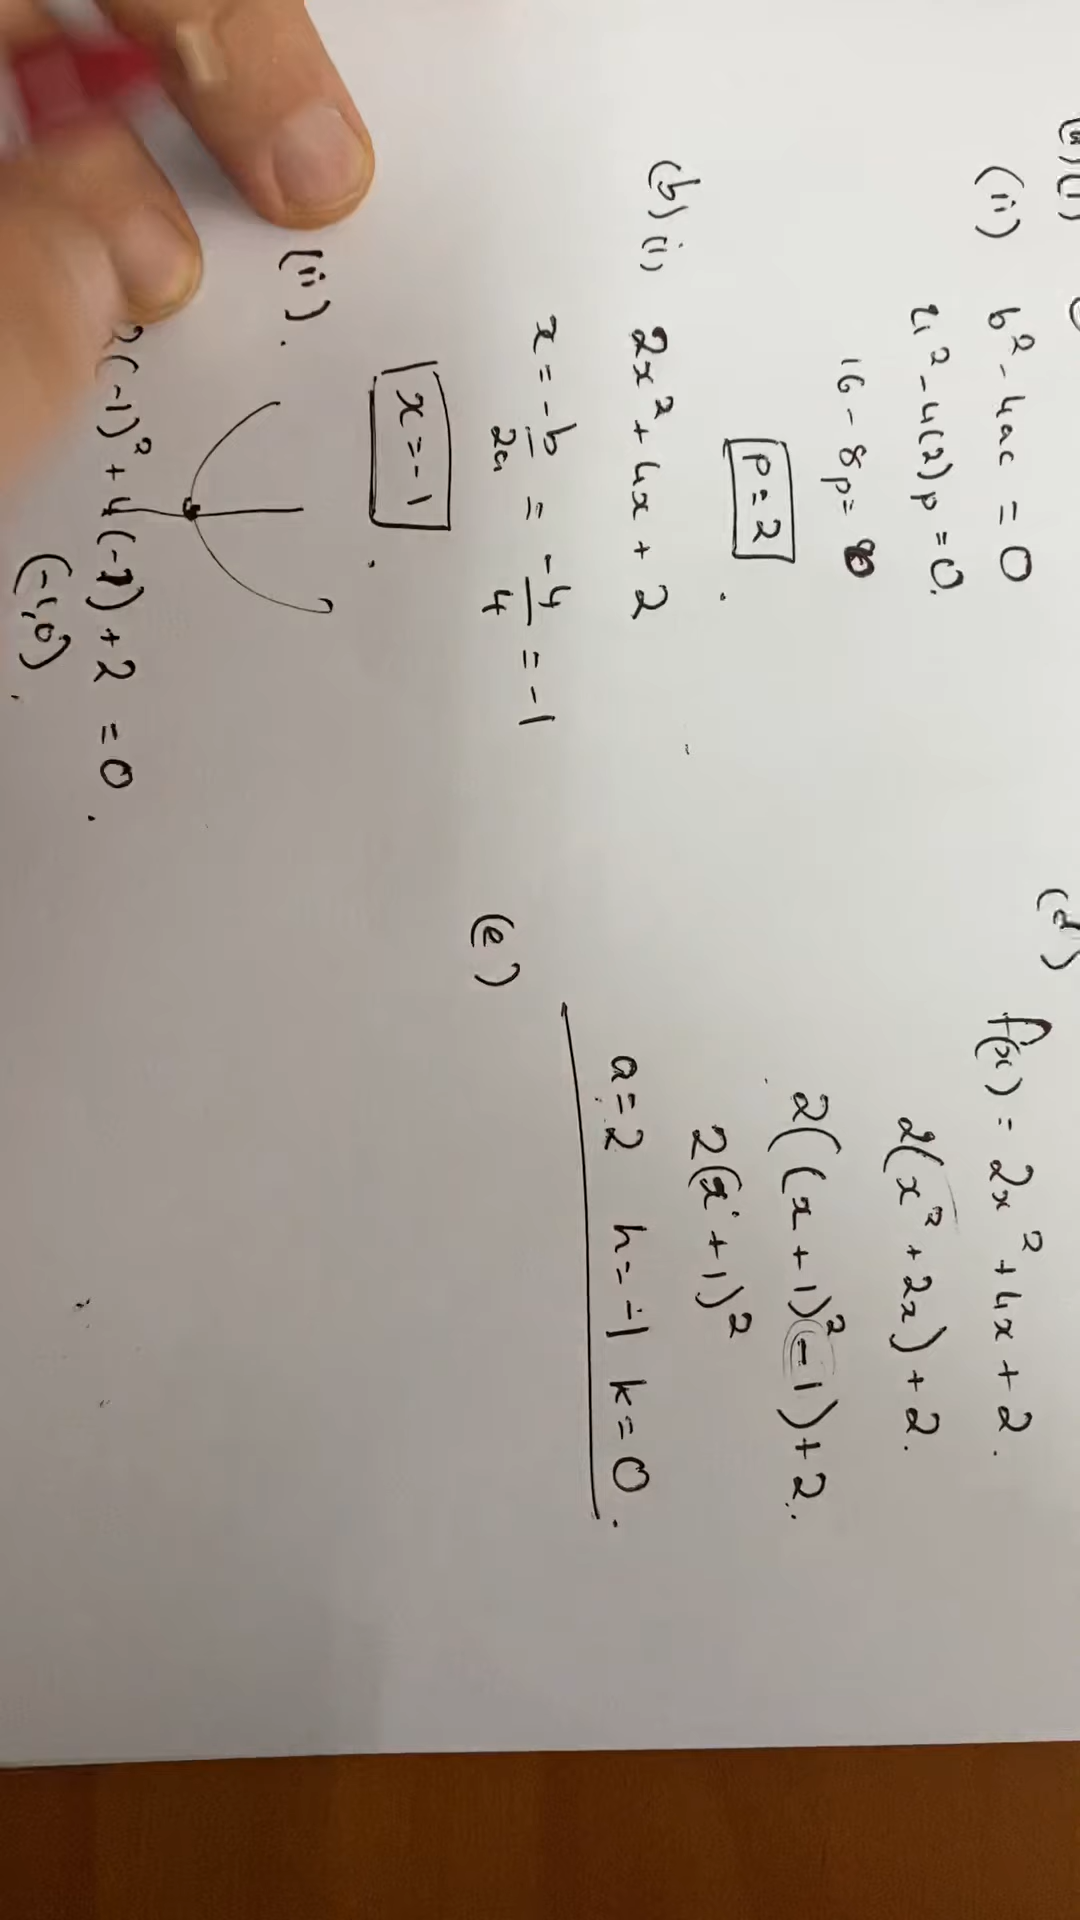 (a)(i)
(ii) b² - 4ac = 0
4² - 4(2)p = 0.
16 - 8p = 0
p = 2
(b) (i) 2x² + 4x + 2
x = -b/2a = -4/4 = -1
x = -1
(ii).
2(-1)² + 4(-1) + 2 = 0.
(-1, 0).
(d) f(x) = 2x² + 4x + 2.
2(x² + 2x) + 2.
2((x + 1)² - 1) + 2.
2(x + 1)²
a = 2 h = -1 k = 0.
(e)